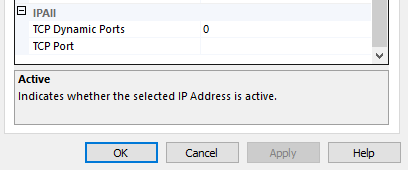 IPAll
TCP Dynamic Ports 0
TCP Port
Active
Indicates whether the selected IP Address is active.
OK Cancel Apply Help